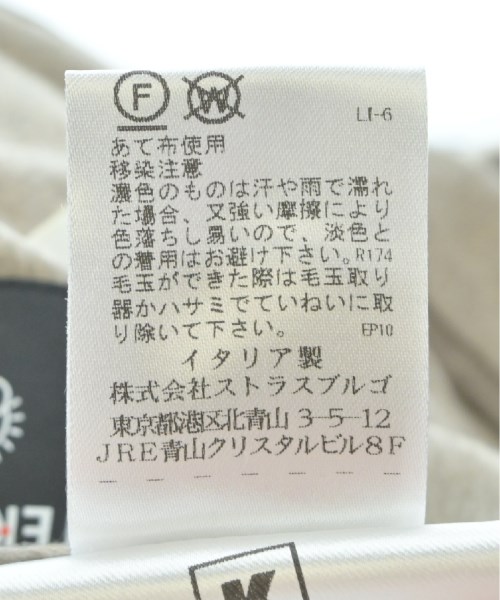 F W
LI-6
あて布使用
移染注意
濃色のものは汗や雨で濡れ
た場合、又強い摩擦により
色落ちし易いので、淡色と
の着用はお避け下さい。R174
毛玉ができた際は毛玉取り
器かハサミでていねいに取
り除いて下さい。 EP10
イタリア製
株式会社ストラスブルゴ
東京都港区北青山 3-5-12
JRE青山クリスタルビル8F
K